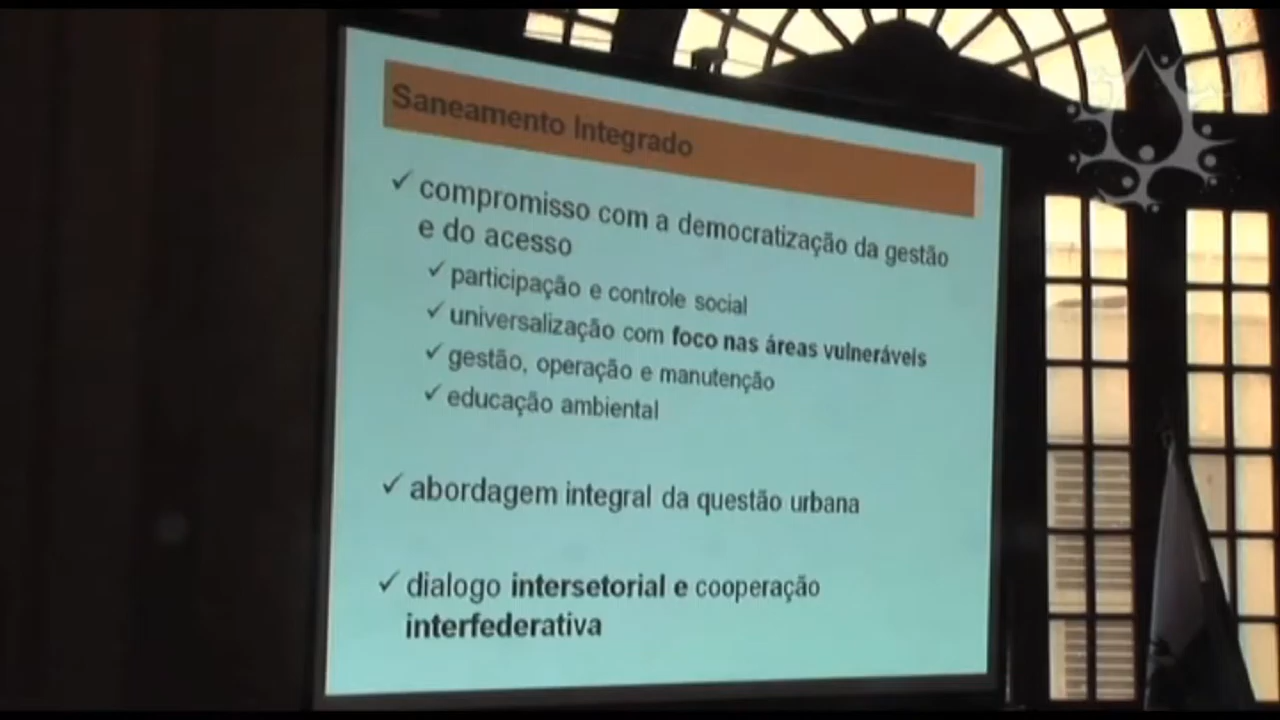 Saneamento Integrado
✓ compromisso com a democratização da gestão
e do acesso
✓ participação e controle social
✓ universalização com foco nas áreas vulneráveis
✓ gestão, operação e manutenção
✓ educação ambiental
✓ abordagem integral da questão urbana
✓ dialogo intersetorial e cooperação
interfederativa